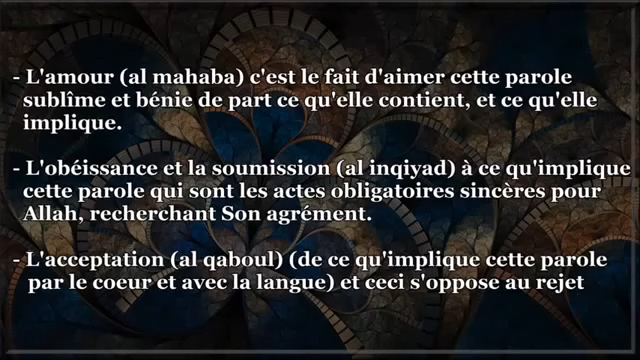 - L'amour (al mahaba) c'est le fait d'aimer cette parole
sublîme et bénie de part ce qu'elle contient, et ce qu'elle
implique.
- L'obéissance et la soumission (al inqiyad) à ce qu'implique
cette parole qui sont les actes obligatoires sincères pour
Allah, recherchant Son agrément.
- L'acceptation (al qaboul) (de ce qu'implique cette parole
par le coeur et avec la langue) et ceci s'oppose au rejet